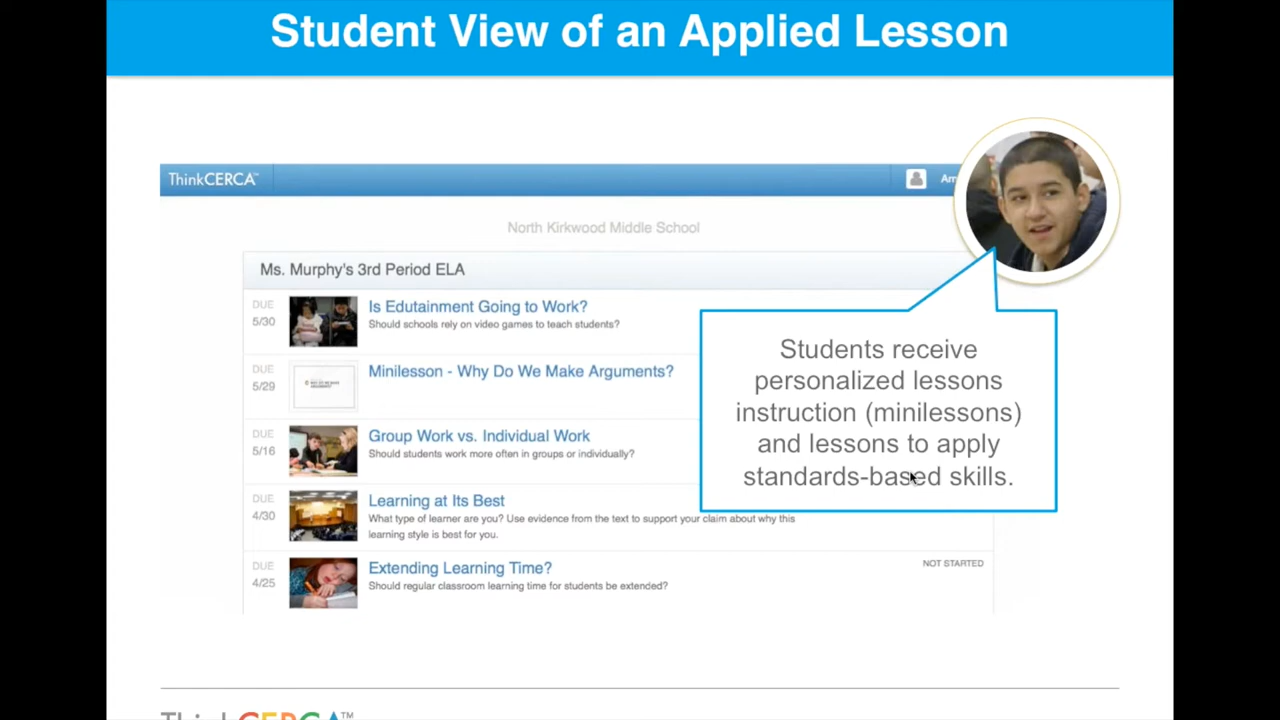 Student View of an Applied Lesson
ThinkCERCA™
North Kirkwood Middle School
Ms. Murphy's 3rd Period ELA
DUE
5/30
Is Edutainment Going to Work?
Should schools rely on video games to teach students?
DUE
5/29
Minilesson - Why Do We Make Arguments?
DUE
5/16
Group Work vs. Individual Work
Should students work more often in groups or individually?
DUE
4/30
Learning at Its Best
What type of learner are you? Use evidence from the text to support your claim about why this
learning style is best for you.
DUE
4/25
Extending Learning Time?
Should regular classroom learning time for students be extended?
NOT STARTED
Students receive
personalized lessons
instruction (minilessons)
and lessons to apply
standards-based skills.
ThinkCERCA™